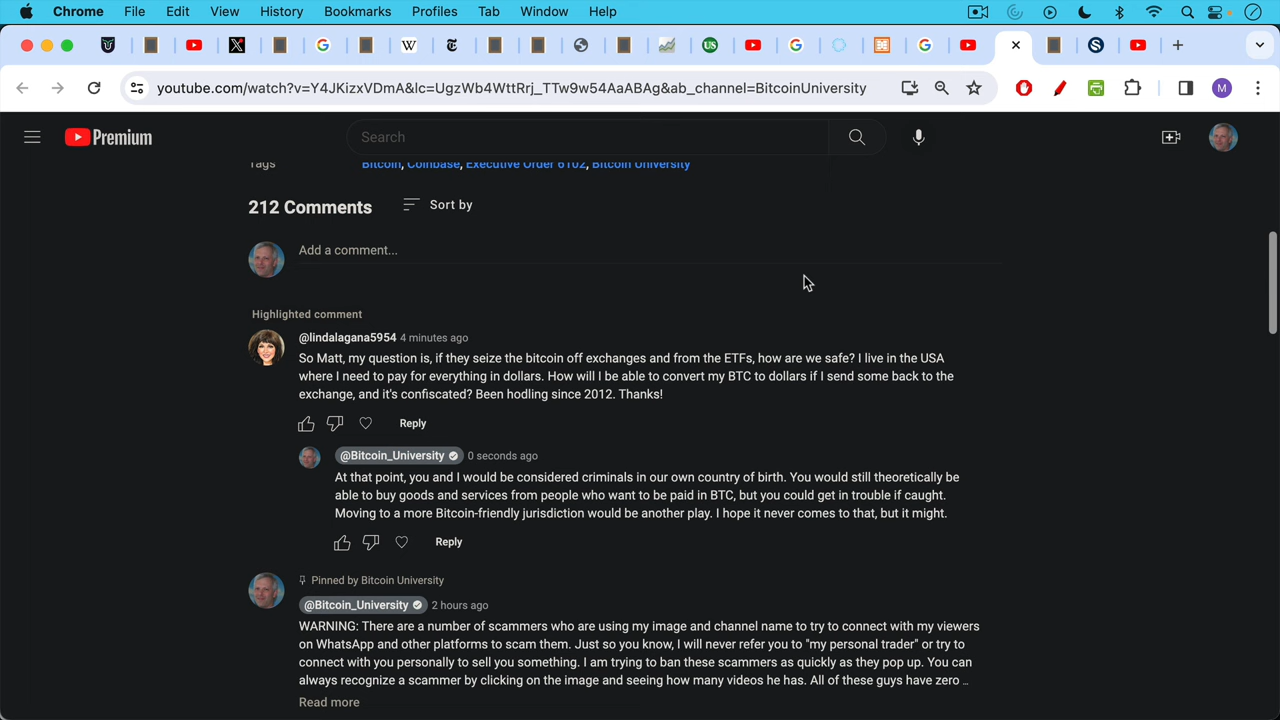 Chrome File Edit View History Bookmarks Profiles Tab Window Help
youtube.com/watch?v=Y4JKizxVDmA&lc=UgzWb4WttRrj_TTw9w54AaABAg&ab_channel=BitcoinUniversity
M
Premium
Search
Tags Bitcoin, Coinbase, Executive Order 6102, Bitcoin University
212 Comments Sort by
Add a comment...
Highlighted comment
@lindalagana5954 4 minutes ago
So Matt, my question is, if they seize the bitcoin off exchanges and from the ETFs, how are we safe? I live in the USA
where I need to pay for everything in dollars. How will I be able to convert my BTC to dollars if I send some back to the
exchange, and it's confiscated? Been hodling since 2012. Thanks!
Reply
@Bitcoin_University 0 seconds ago
At that point, you and I would be considered criminals in our own country of birth. You would still theoretically be
able to buy goods and services from people who want to be paid in BTC, but you could get in trouble if caught.
Moving to a more Bitcoin-friendly jurisdiction would be another play. I hope it never comes to that, but it might.
Reply
Pinned by Bitcoin University
@Bitcoin_University 2 hours ago
WARNING: There are a number of scammers who are using my image and channel name to try to connect with my viewers
on WhatsApp and other platforms to scam them. Just so you know, I will never refer you to "my personal trader" or try to
connect with you personally to sell you something. I am trying to ban these scammers as quickly as they pop up. You can
always recognize a scammer by clicking on the image and seeing how many videos he has. All of these guys have zero ...
Read more